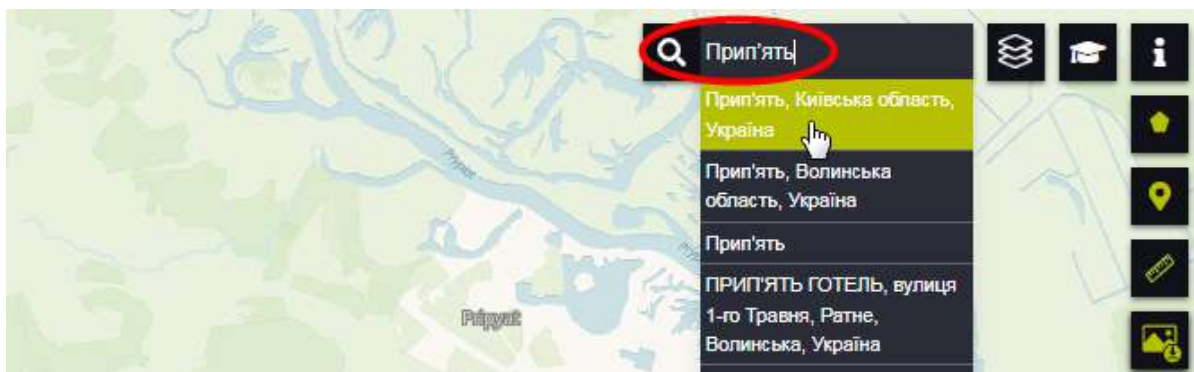 Прип'ять
Прип'ять, Київська область,
Україна
Прип'ять, Волинська
область, Україна
Прип'ять
ПРИП'ЯТЬ ГОТЕЛЬ, вулиця
1-го Травня, Ратне,
Волинська, Україна
Pripyat